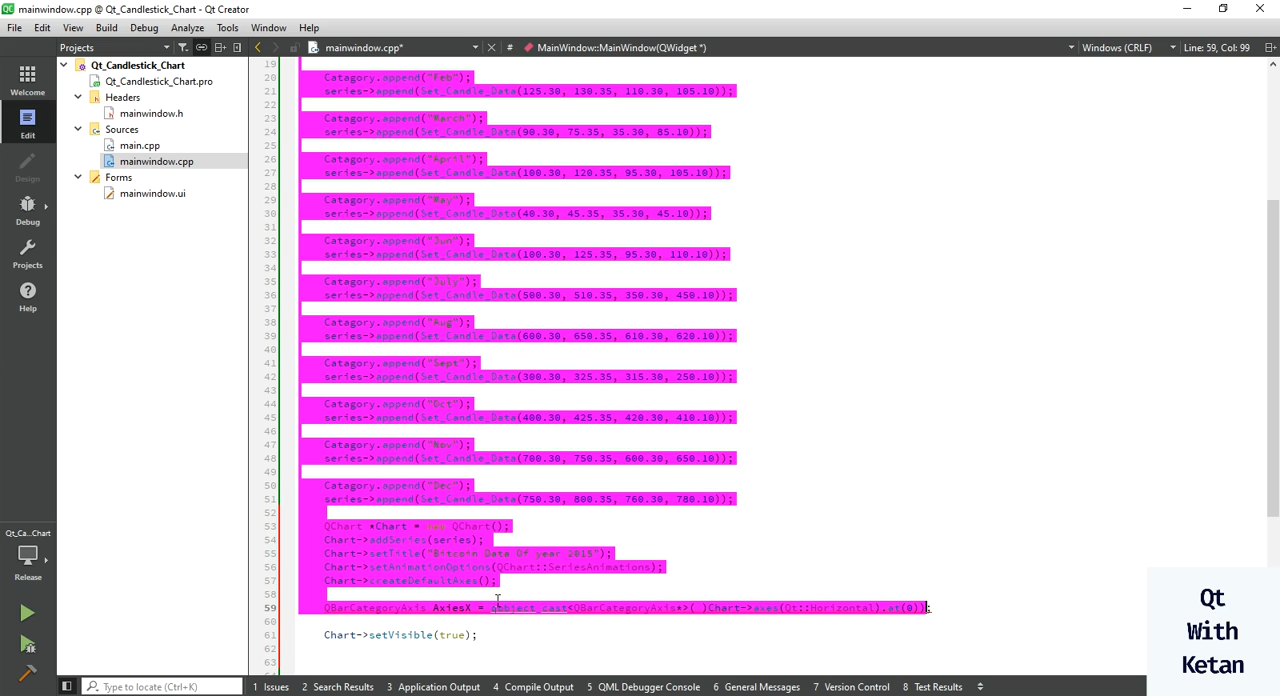 mainwindow.cpp @ Qt_Candlestick_Chart - Qt Creator
File Edit View Build Debug Analyze Tools Window Help
Projects mainwindow.cpp* # MainWindow::MainWindow(QWidget *) Windows (CRLF) Line: 59, Col: 99
Welcome
Edit
Design
Debug
Projects
Help
Qt_Ca...Chart
Release
Qt_Candlestick_Chart
Qt_Candlestick_Chart.pro
Headers
mainwindow.h
Sources
main.cpp
mainwindow.cpp
Forms
mainwindow.ui
19
20 Catagory.append("Feb");
21 series->append(Set_Candle_Data(125.30, 130.35, 110.30, 105.10));
22
23 Catagory.append("March");
24 series->append(Set_Candle_Data(90.30, 75.35, 35.30, 85.10));
25
26 Catagory.append("April");
27 series->append(Set_Candle_Data(100.30, 120.35, 95.30, 105.10));
28
29 Catagory.append("May");
30 series->append(Set_Candle_Data(40.30, 45.35, 35.30, 45.10));
31
32 Catagory.append("Jun");
33 series->append(Set_Candle_Data(100.30, 125.35, 95.30, 110.30));
34
35 Catagory.append("July");
36 series->append(Set_Candle_Data(500.30, 510.35, 350.30, 450.10));
37
38 Catagory.append("Aug");
39 series->append(Set_Candle_Data(600.30, 650.35, 610.30, 620.10));
40
41 Catagory.append("Sept");
42 series->append(Set_Candle_Data(300.30, 325.35, 315.30, 250.10));
43
44 Catagory.append("Oct");
45 series->append(Set_Candle_Data(400.30, 425.35, 420.30, 410.10));
46
47 Catagory.append("Nov");
48 series->append(Set_Candle_Data(700.30, 750.35, 600.30, 650.10));
49
50 Catagory.append("Dec");
51 series->append(Set_Candle_Data(750.30, 800.35, 760.30, 780.10));
52
53 QChart *Chart = new QChart();
54 Chart->addSeries(series);
55 Chart->setTitle("Bitcoin Data Of year 2015");
56 Chart->setAnimationOptions(QChart::SeriesAnimations);
57 Chart->createDefaultAxes();
58
59 QBarCategoryAxis AxiesX = qobject_cast<QBarCategoryAxis*>( )Chart->axes(Qt::Horizontal).at(0));
60
61 Chart->setVisible(true);
62
63
Qt
With
Ketan
Type to locate (Ctrl+K) 1 Issues 2 Search Results 3 Application Output 4 Compile Output 5 QML Debugger Console 6 General Messages 7 Version Control 8 Test Results